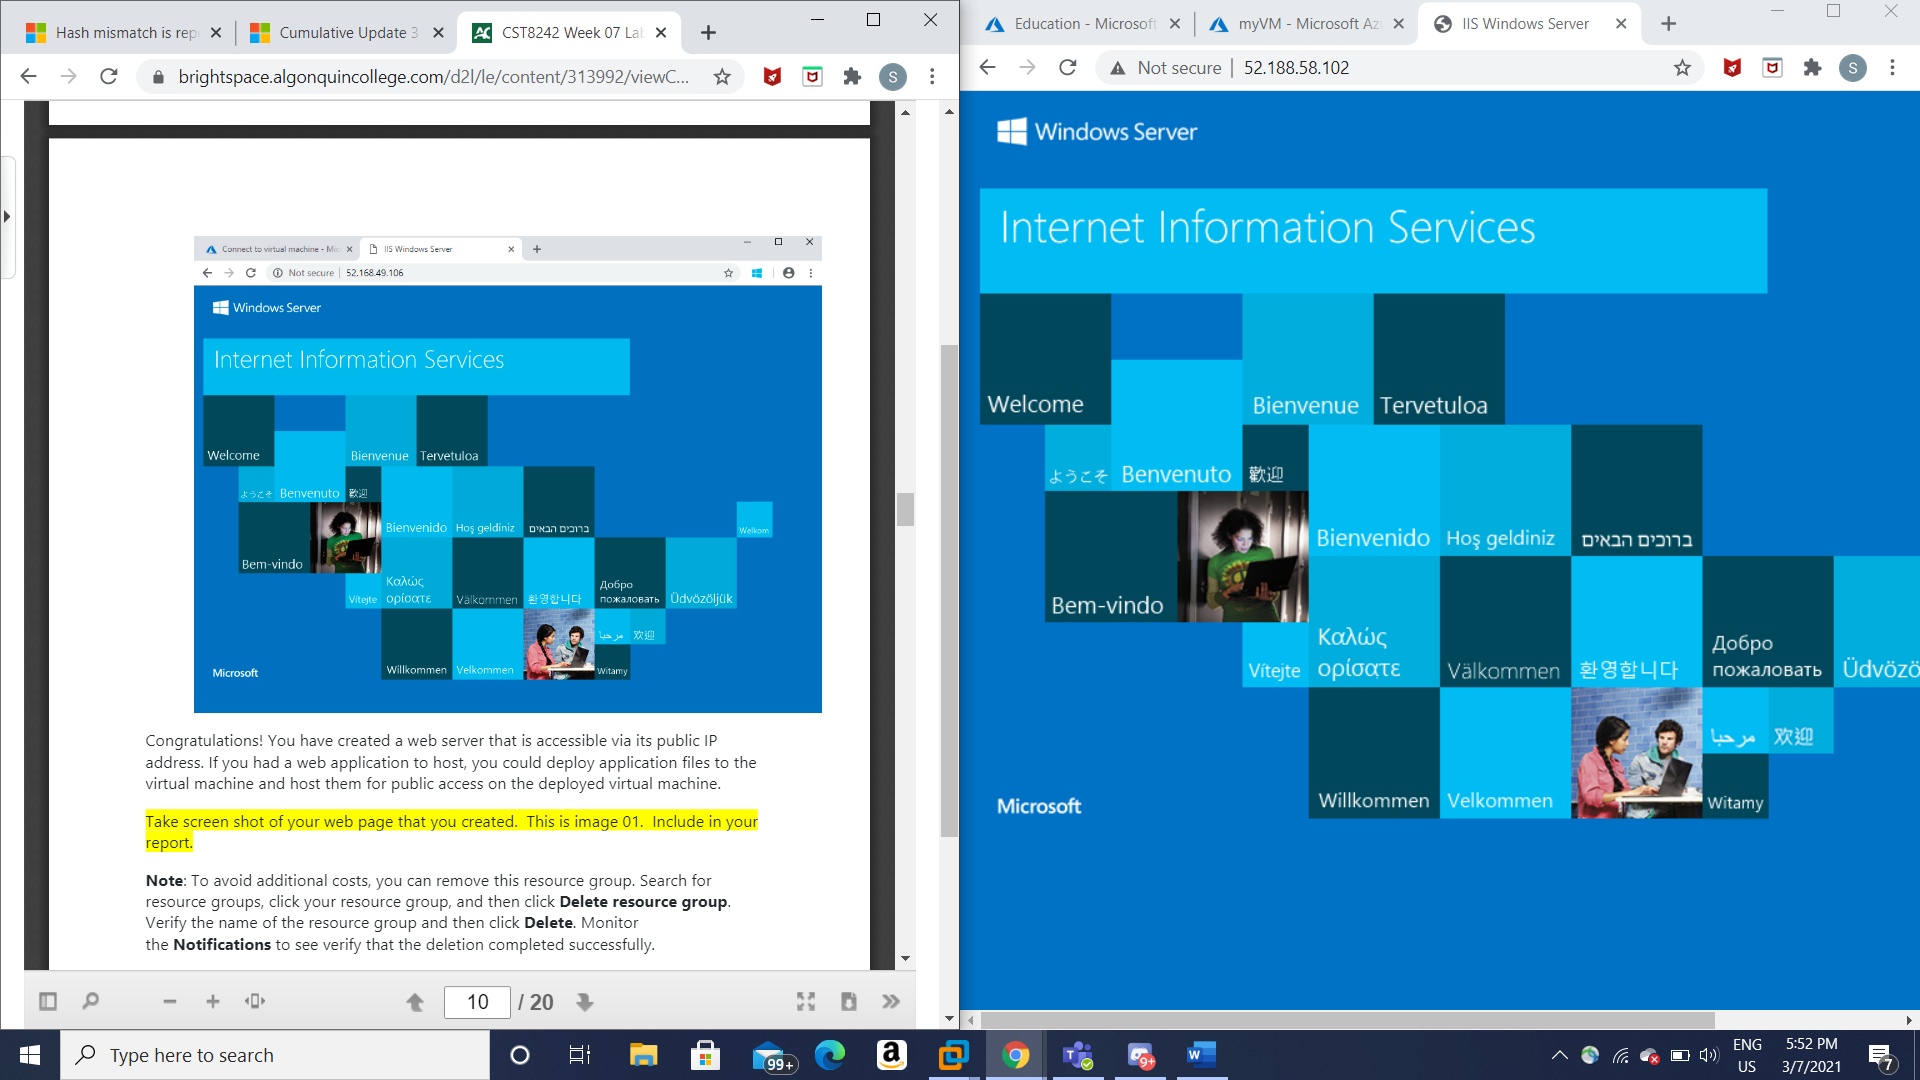 Hash mismatch is rep
Cumulative Update 3
CST8242 Week 07 La
brightspace.algonquincollege.com/d2l/le/content/313992/viewC...
S
Connect to virtual machine - Mi
IIS Windows Server
Not secure
52.168.49.106
Windows Server
Internet Information Services
Welcome
Bienvenue
Tervetuloa
ようこそ
Benvenuto
歡迎
Bienvenido
Hoş geldiniz
ברוכים הבאים
Welkom
Bem-vindo
Vítejte
Καλώς
ορίσατε
Välkommen
환영합니다
Добро
пожаловать
Üdvözöljük
Willkommen
Velkommen
مرحبا
欢迎
Witamy
Microsoft
Congratulations! You have created a web server that is accessible via its public IP
address. If you had a web application to host, you could deploy application files to the
virtual machine and host them for public access on the deployed virtual machine.
Take screen shot of your web page that you created. This is image 01. Include in your
report.
Note: To avoid additional costs, you can remove this resource group. Search for
resource groups, click your resource group, and then click Delete resource group.
Verify the name of the resource group and then click Delete. Monitor
the Notifications to see verify that the deletion completed successfully.
10 / 20
Education - Microsoft
myVM - Microsoft Az
IIS Windows Server
Not secure
52.188.58.102
S
Windows Server
Internet Information Services
Welcome
Bienvenue
Tervetuloa
ようこそ
Benvenuto
歡迎
Bienvenido
Hoş geldiniz
ברוכים הבאים
Bem-vindo
Vítejte
Καλώς
ορίσατε
Välkommen
환영합니다
Добро
пожаловать
Üdvözö
Willkommen
Velkommen
مرحبا
欢迎
Witamy
Microsoft
Type here to search
99+
9+
ENG
US
5:52 PM
3/7/2021
7